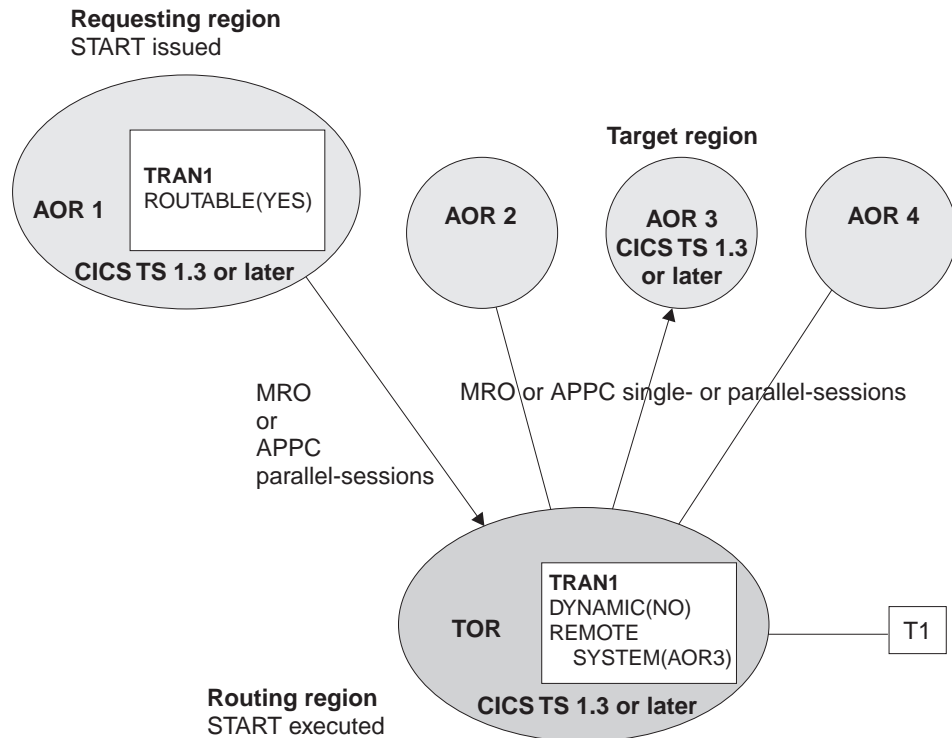 Requesting region
START issued
TRAN1
ROUTABLE(YES)
AOR 1
CICS TS 1.3 or later
AOR 2
Target region
AOR 3
CICS TS 1.3
or later
AOR 4
MRO
or
APPC
parallel-sessions
MRO or APPC single- or parallel-sessions
TOR
TRAN1
DYNAMIC(NO)
REMOTE
SYSTEM(AOR3)
CICS TS 1.3 or later
T1
Routing region
START executed